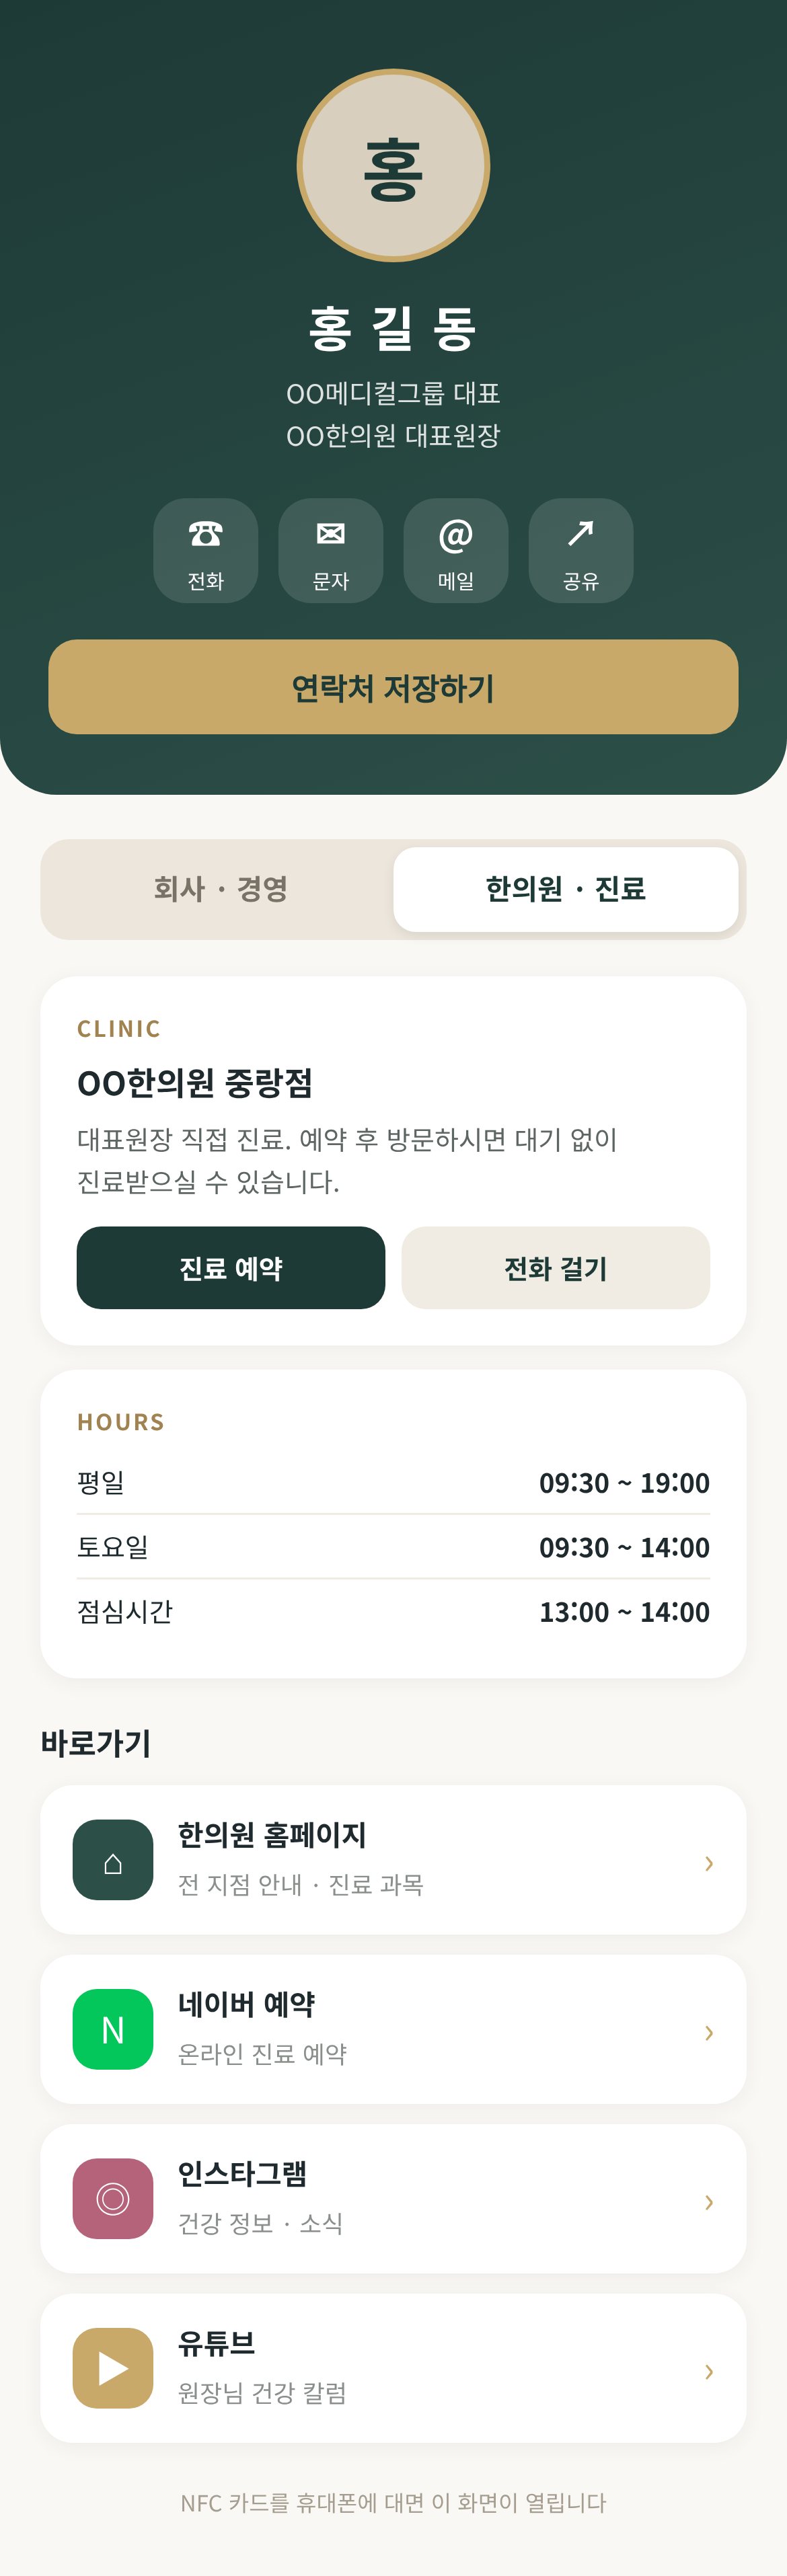 홍
홍 길 동
OO메디컬그룹 대표
OO한의원 대표원장
☎ ✉ @ ↗
전화 문자 메일 공유
연락처 저장하기
회사 · 경영 한의원 · 진료
CLINIC
OO한의원 중랑점
대표원장 직접 진료. 예약 후 방문하시면 대기 없이
진료받으실 수 있습니다.
진료 예약 전화 걸기
HOURS
평일 09:30 ~ 19:00
토요일 09:30 ~ 14:00
점심시간 13:00 ~ 14:00
바로가기
⌂
한의원 홈페이지
전 지점 안내 · 진료 과목
›
N
네이버 예약
온라인 진료 예약
›
◎
인스타그램
건강 정보 · 소식
›
▶
유튜브
원장님 건강 칼럼
›
NFC 카드를 휴대폰에 대면 이 화면이 열립니다